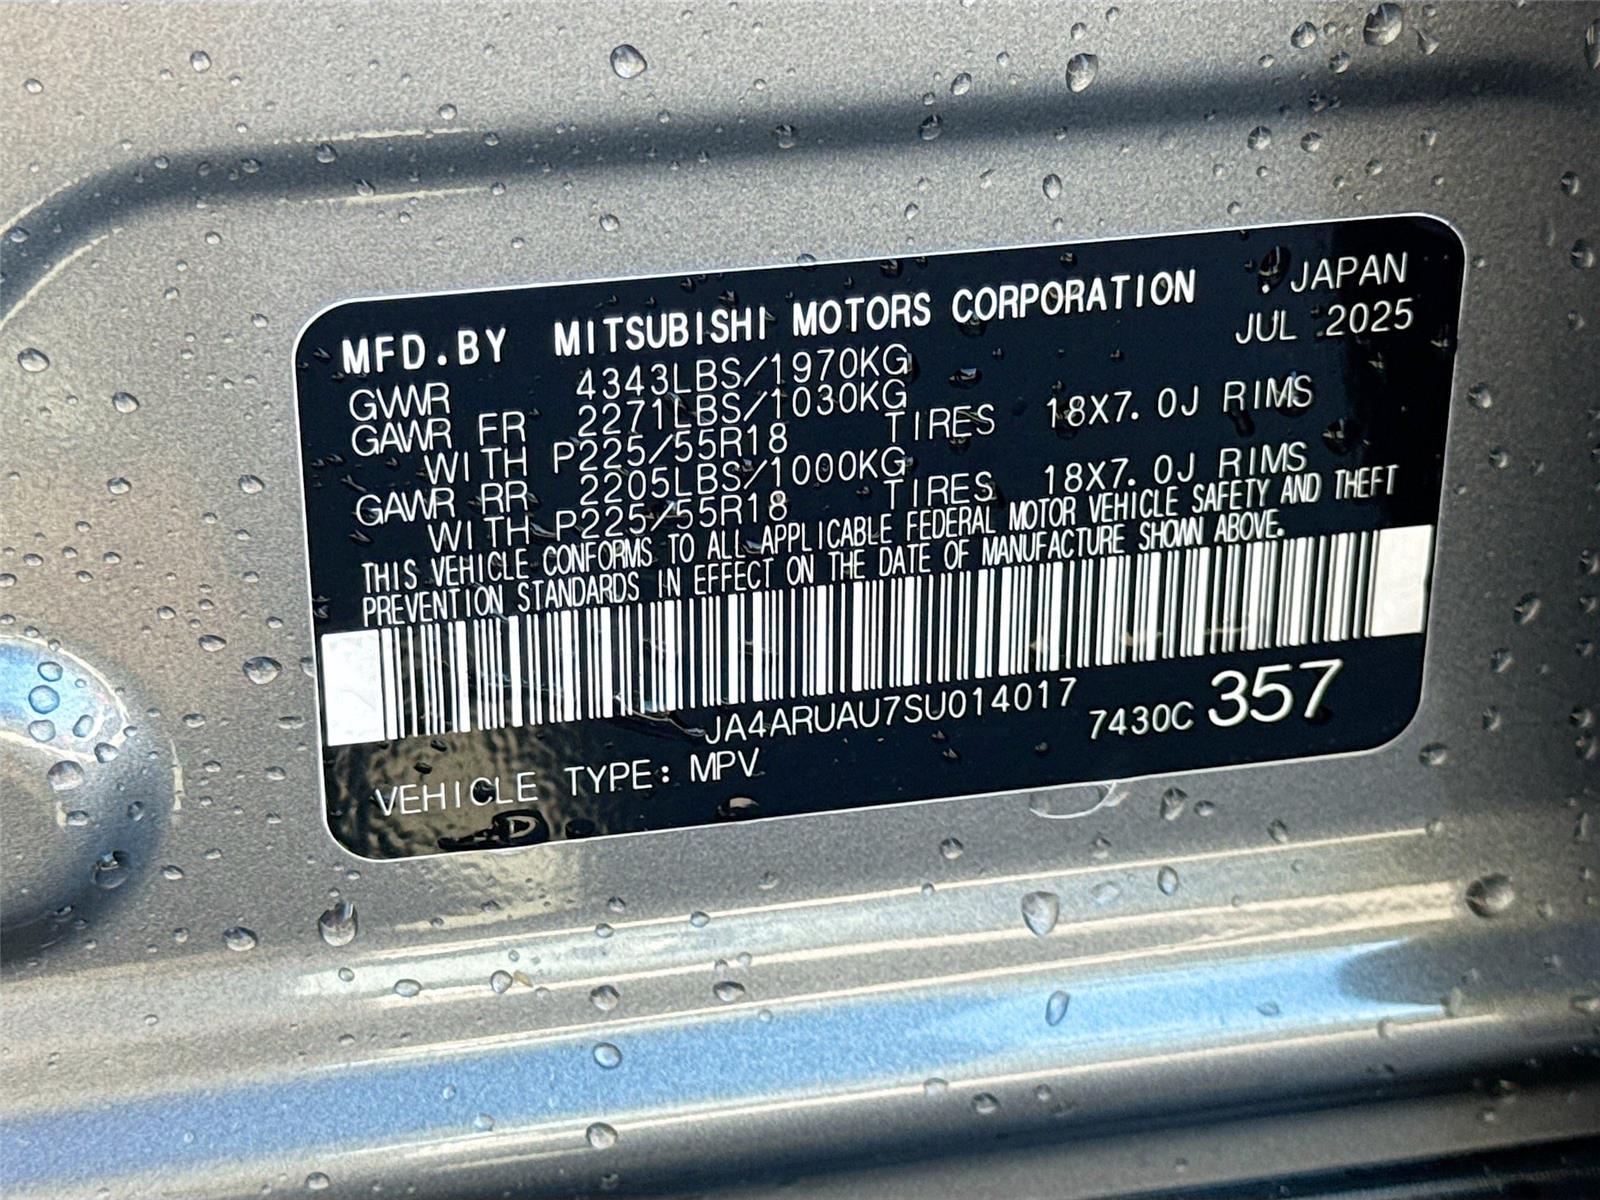 MFD.BY MITSUBISHI MOTORS CORPORATION JAPAN
JUL 2025
GVWR 4343LBS/1970KG
GAWR FR 2271LBS/1030KG
WITH P225/55R18 TIRES 18X7.0J RIMS
GAWR RR 2205LBS/1000KG
WITH P225/55R18 TIRES 18X7.0J RIMS
THIS VEHICLE CONFORMS TO ALL APPLICABLE FEDERAL MOTOR VEHICLE SAFETY AND THEFT
PREVENTION STANDARDS IN EFFECT ON THE DATE OF MANUFACTURE SHOWN ABOVE.
JA4ARUAU7SU014017 7430C 357
VEHICLE TYPE: MPV